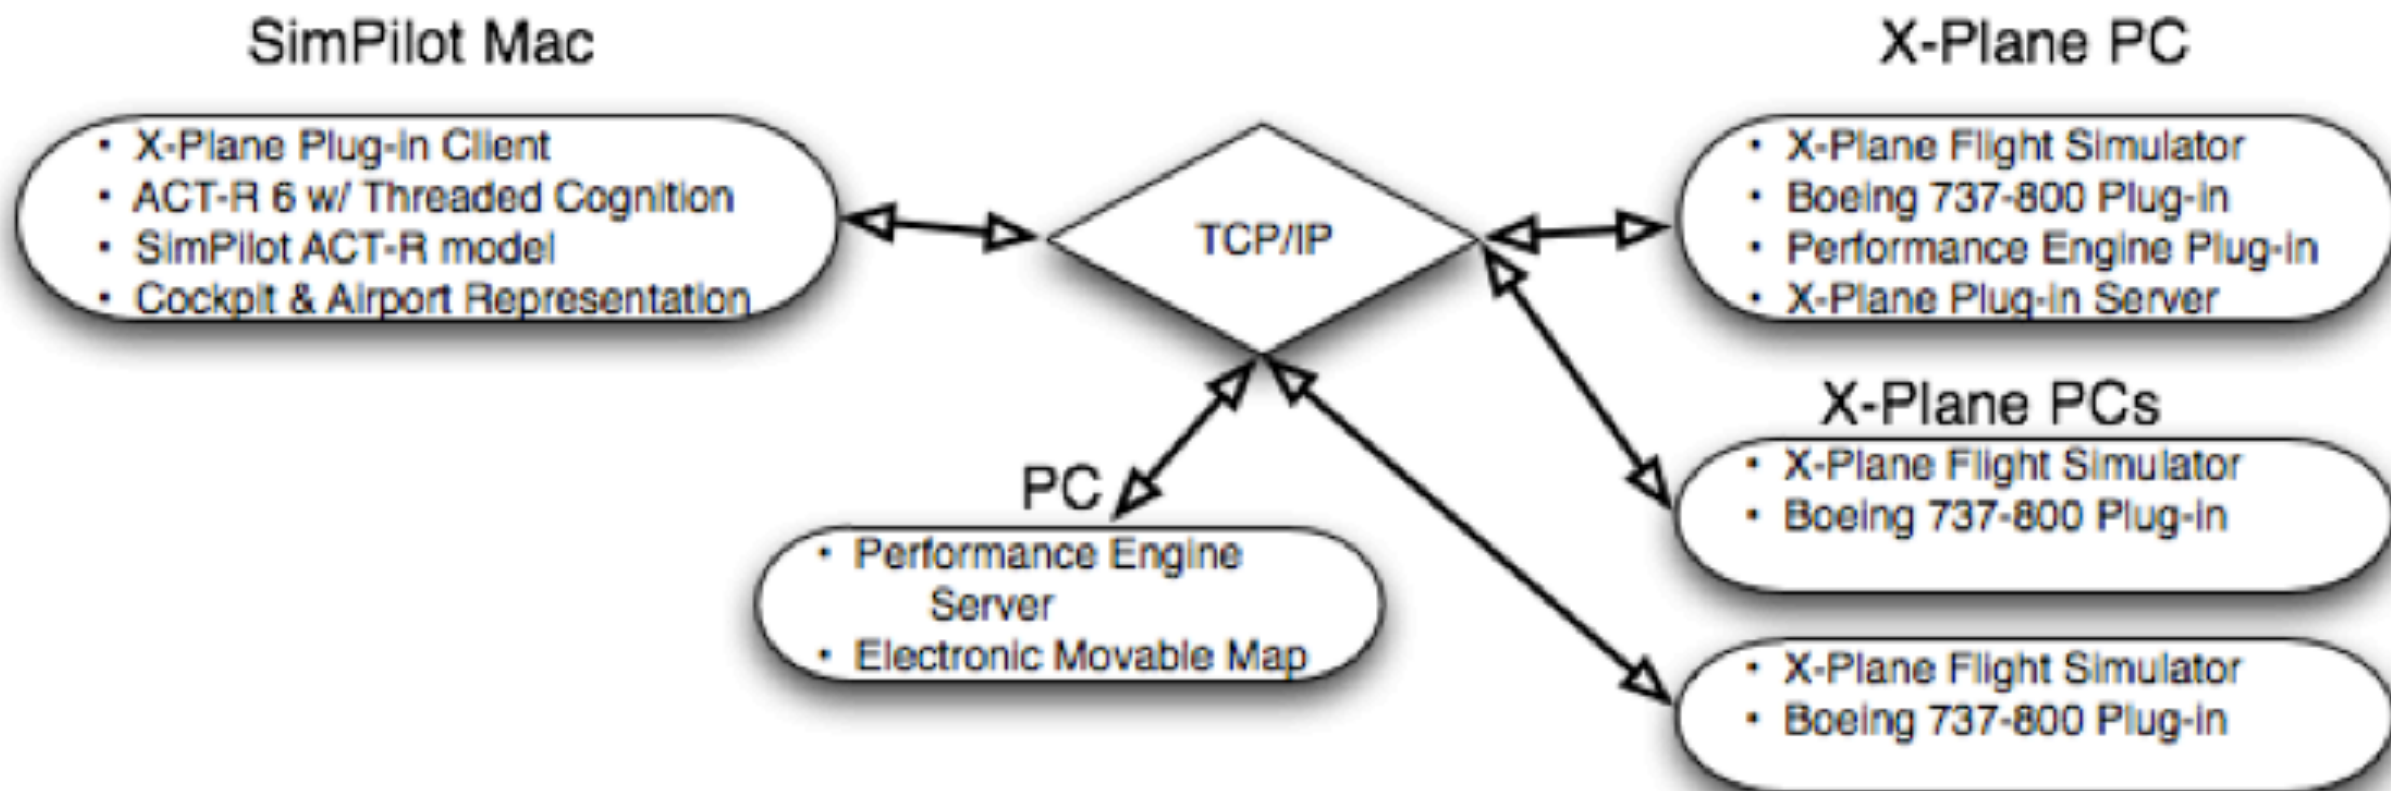 SimPilot Mac
• X-Plane Plug-in Client
• ACT-R 6 w/ Threaded Cognition
• SimPilot ACT-R model
• Cockpit & Airport Representation
TCP/IP
X-Plane PC
• X-Plane Flight Simulator
• Boeing 737-800 Plug-in
• Performance Engine Plug-in
• X-Plane Plug-in Server
X-Plane PCs
• X-Plane Flight Simulator
• Boeing 737-800 Plug-in
PC
• Performance Engine
Server
• Electronic Movable Map
• X-Plane Flight Simulator
• Boeing 737-800 Plug-in